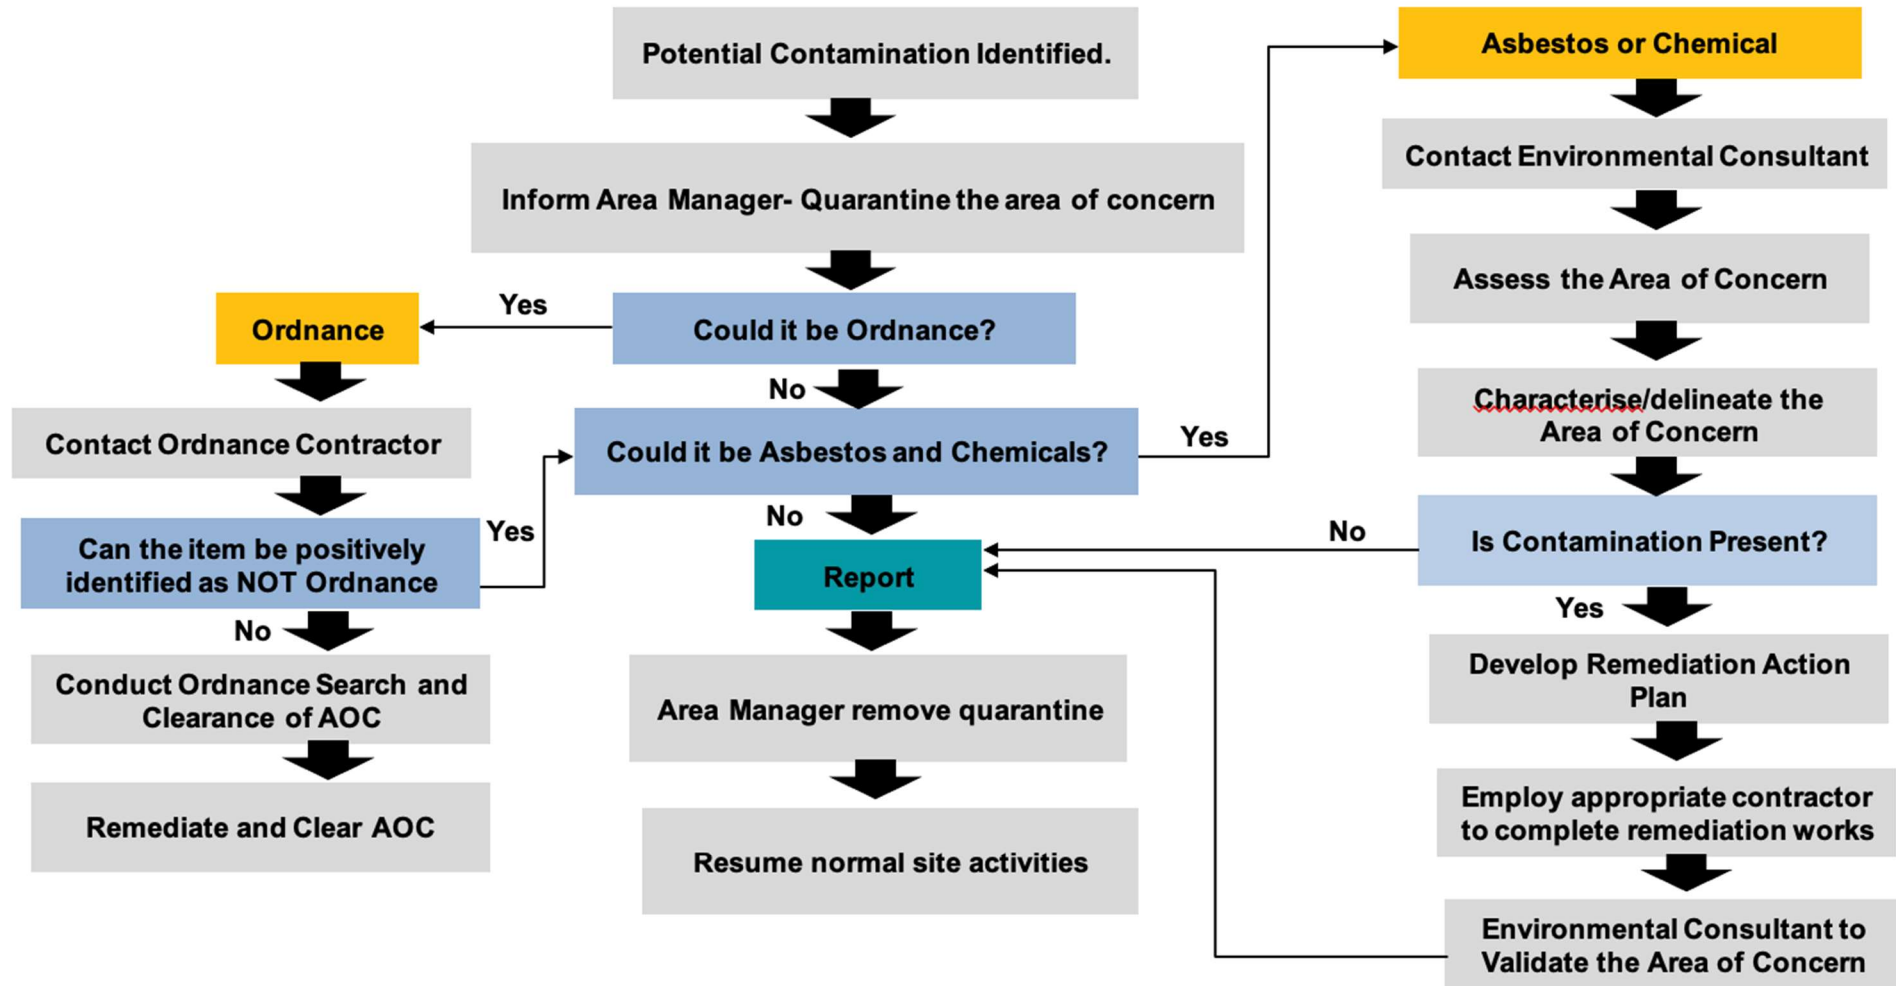 Potential Contamination Identified.
Inform Area Manager- Quarantine the area of concern
Could it be Ordnance?
Yes
No
Ordnance
Contact Ordnance Contractor
Can the item be positively
identified as NOT Ordnance
Yes
No
Conduct Ordnance Search and
Clearance of AOC
Remediate and Clear AOC
Could it be Asbestos and Chemicals?
Yes
No
Report
Area Manager remove quarantine
Resume normal site activities
Asbestos or Chemical
Contact Environmental Consultant
Assess the Area of Concern
Characterise/delineate the
Area of Concern
Is Contamination Present?
No
Yes
Develop Remediation Action
Plan
Employ appropriate contractor
to complete remediation works
Environmental Consultant to
Validate the Area of Concern